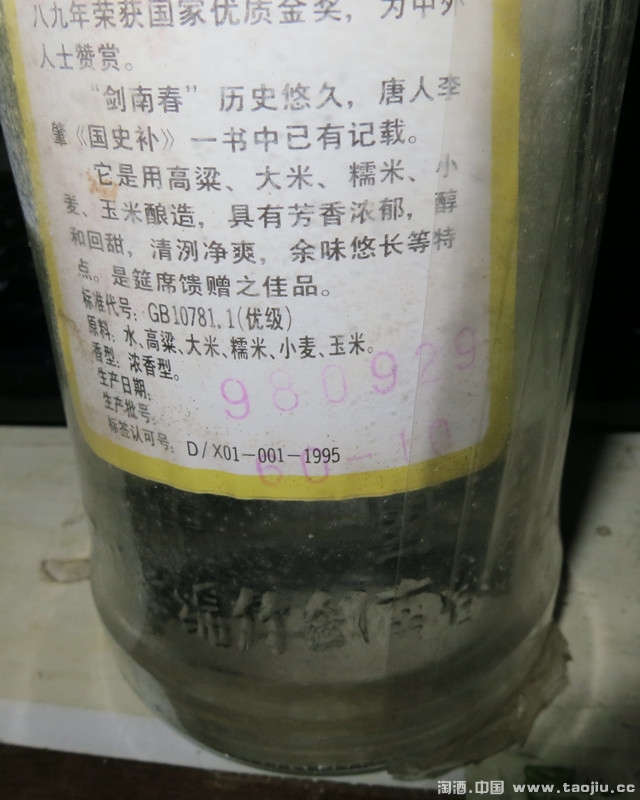 八九年荣获国家优质金奖，为中外
人士赞赏。
“剑南春”历史悠久，唐人李
肇《国史补》一书中已有记载。
它是用高粱、大米、糯米、小
麦、玉米酿造，具有芳香浓郁，醇
和回甜，清洌净爽，余味悠长等特
点。是筵席馈赠之佳品。
标准代号：GB10781.1(优级)
原料：水、高粱、大米、糯米、小麦、玉米。
香型：浓香型。
生产日期：
980929
生产批号：
60-10
标签认可号：D/X01-001-1995
绵竹剑南春
淘酒.中国 www.taojiu.cc